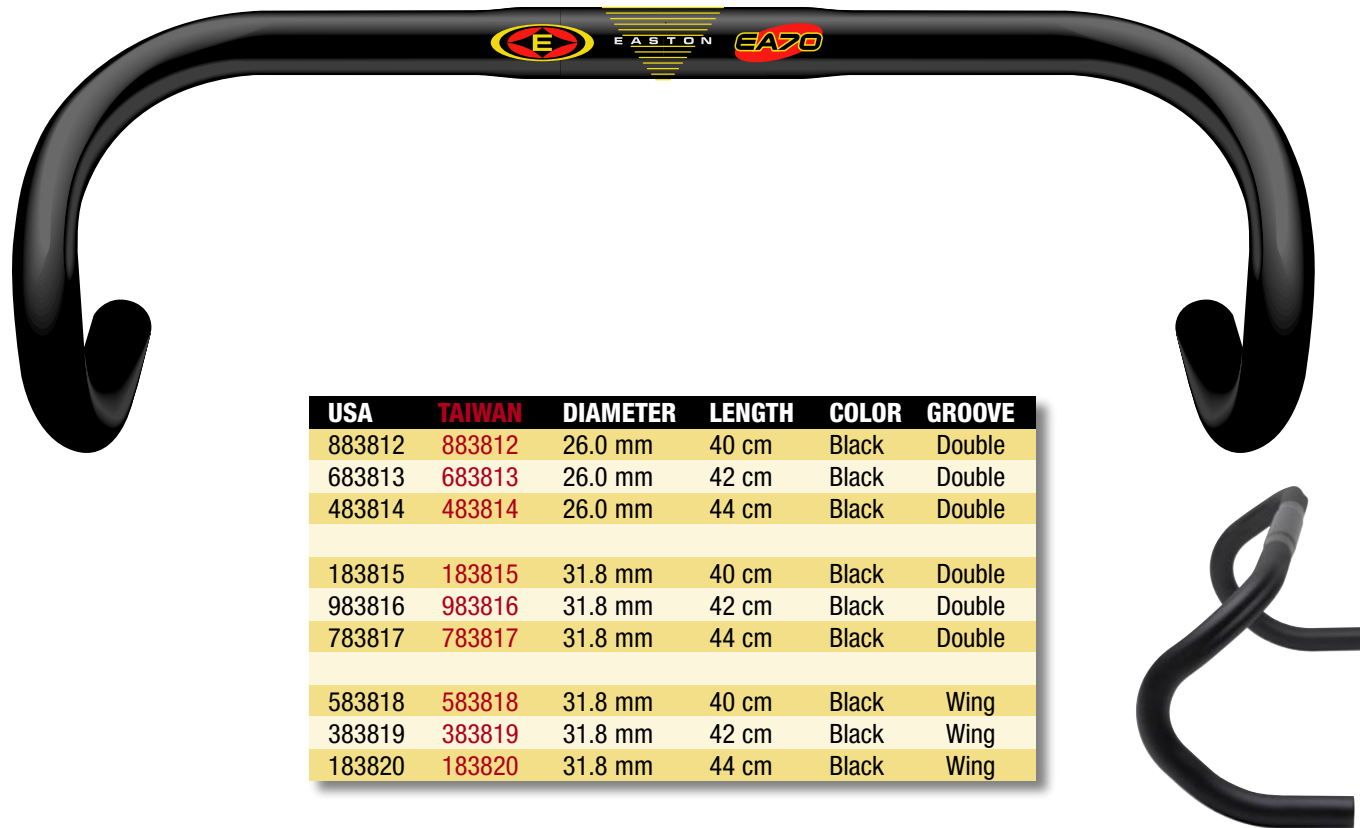 E EASTON EA70
USA TAIWAN DIAMETER LENGTH COLOR GROOVE
883812 883812 26.0 mm 40 cm Black Double
683813 683813 26.0 mm 42 cm Black Double
483814 483814 26.0 mm 44 cm Black Double
183815 183815 31.8 mm 40 cm Black Double
983816 983816 31.8 mm 42 cm Black Double
783817 783817 31.8 mm 44 cm Black Double
583818 583818 31.8 mm 40 cm Black Wing
383819 383819 31.8 mm 42 cm Black Wing
183820 183820 31.8 mm 44 cm Black Wing